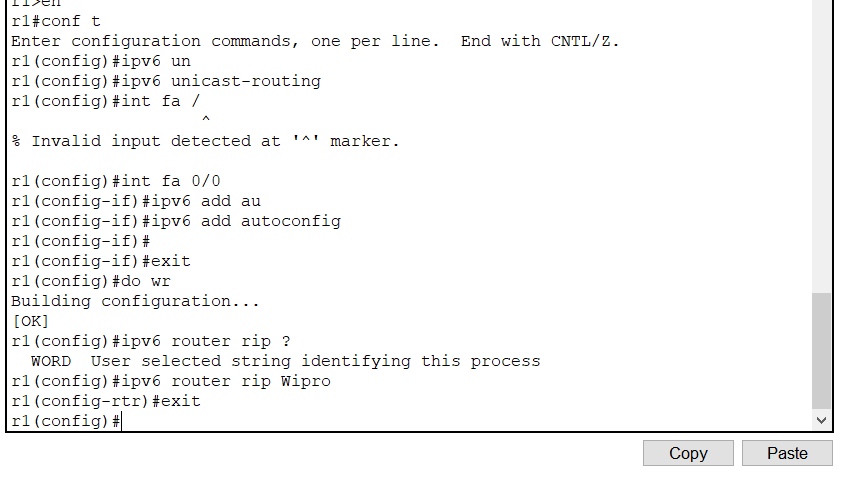 r1>en
r1#conf t
Enter configuration commands, one per line.  End with CNTL/Z.
r1(config)#ipv6 un
r1(config)#ipv6 unicast-routing
r1(config)#int fa /
^
% Invalid input detected at '^' marker.
r1(config)#int fa 0/0
r1(config-if)#ipv6 add au
r1(config-if)#ipv6 add autoconfig
r1(config-if)#
r1(config-if)#exit
r1(config)#do wr
Building configuration...
[OK]
r1(config)#ipv6 router rip ?
  WORD  User selected string identifying this process
r1(config)#ipv6 router rip Wipro
r1(config-rtr)#exit
r1(config)#
Copy Paste